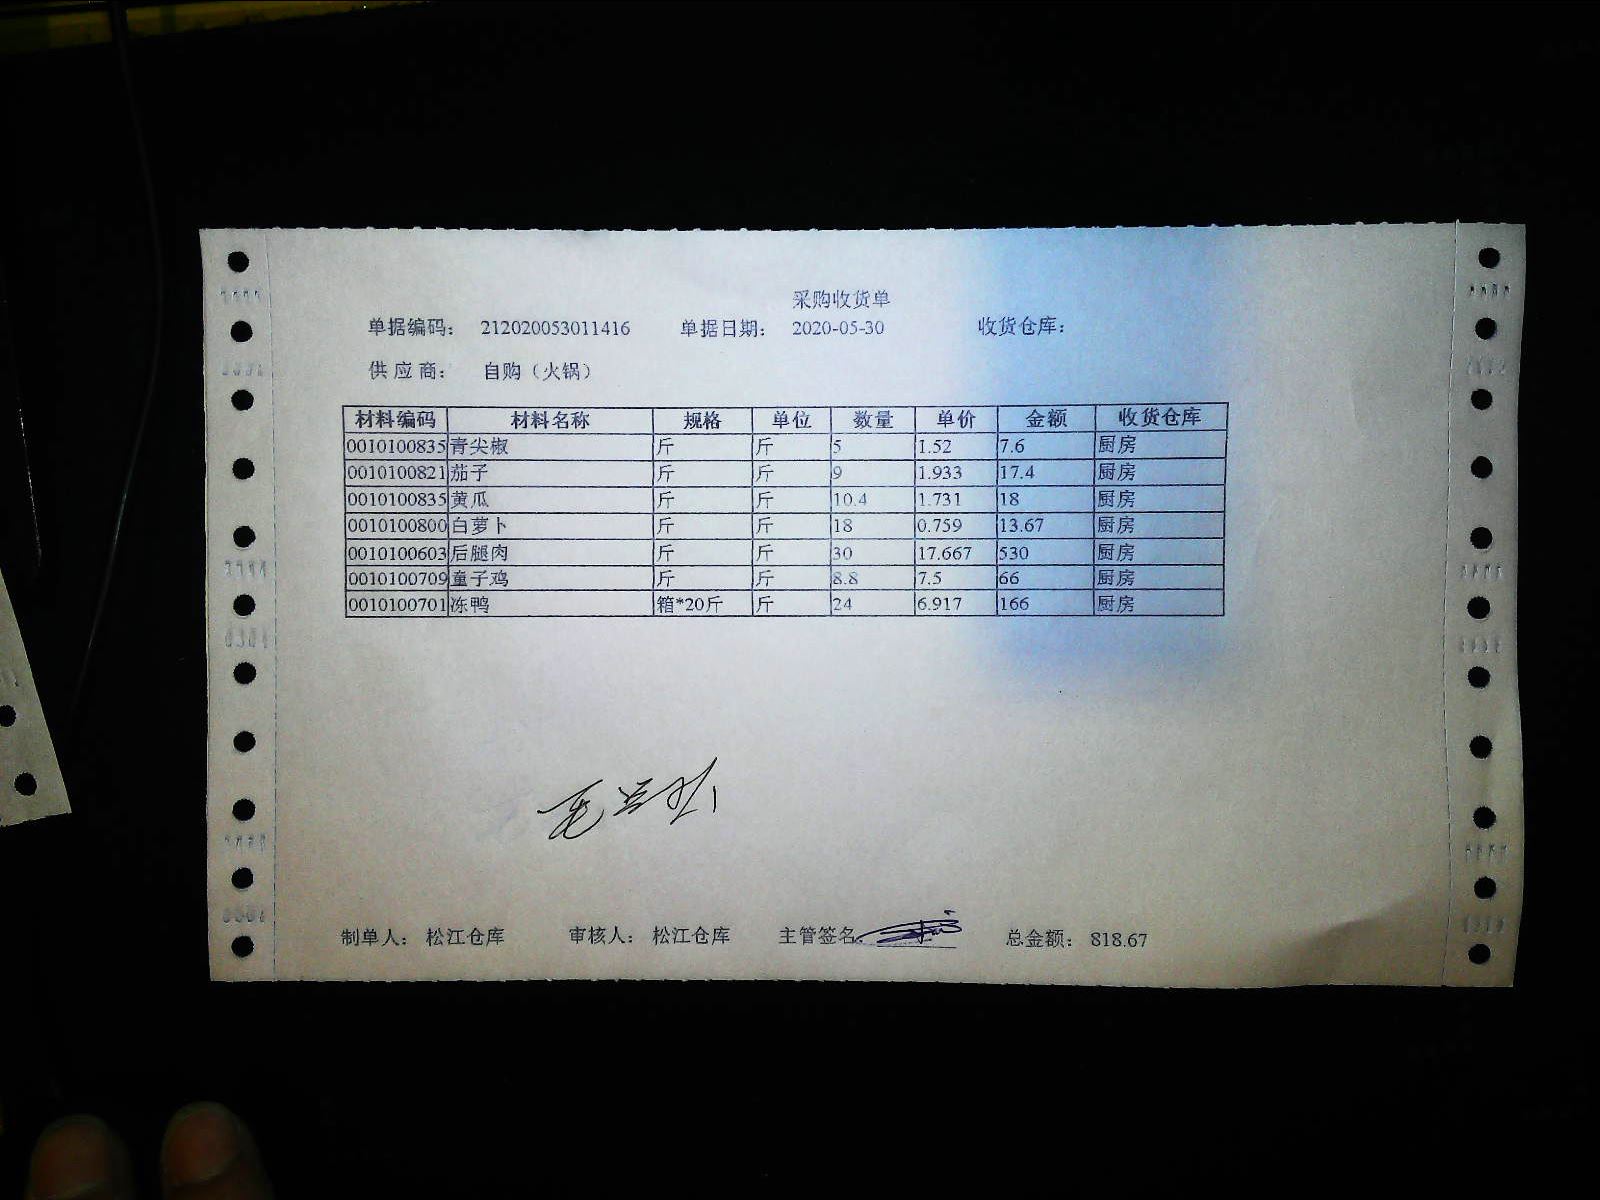 采购收货单
单据编码： 212020053011416 单据日期： 2020-05-30 收货仓库：
供 应 商： 自购（火锅）
材料编码 材料名称 规格 单位 数量 单价 金额 收货仓库
0010100835 青尖椒 斤 斤 5 1.52 7.6 厨房
0010100821 茄子 斤 斤 9 1.933 17.4 厨房
0010100835 黄瓜 斤 斤 10.4 1.731 18 厨房
0010100800 白萝卜 斤 斤 18 0.759 13.67 厨房
0010100603 后腿肉 斤 斤 30 17.667 530 厨房
0010100709 童子鸡 斤 斤 8.8 7.5 66 厨房
0010100701 冻鸭 箱*20斤 斤 24 6.917 166 厨房
制单人： 松江仓库 审核人： 松江仓库 主管签名 总金额： 818.67